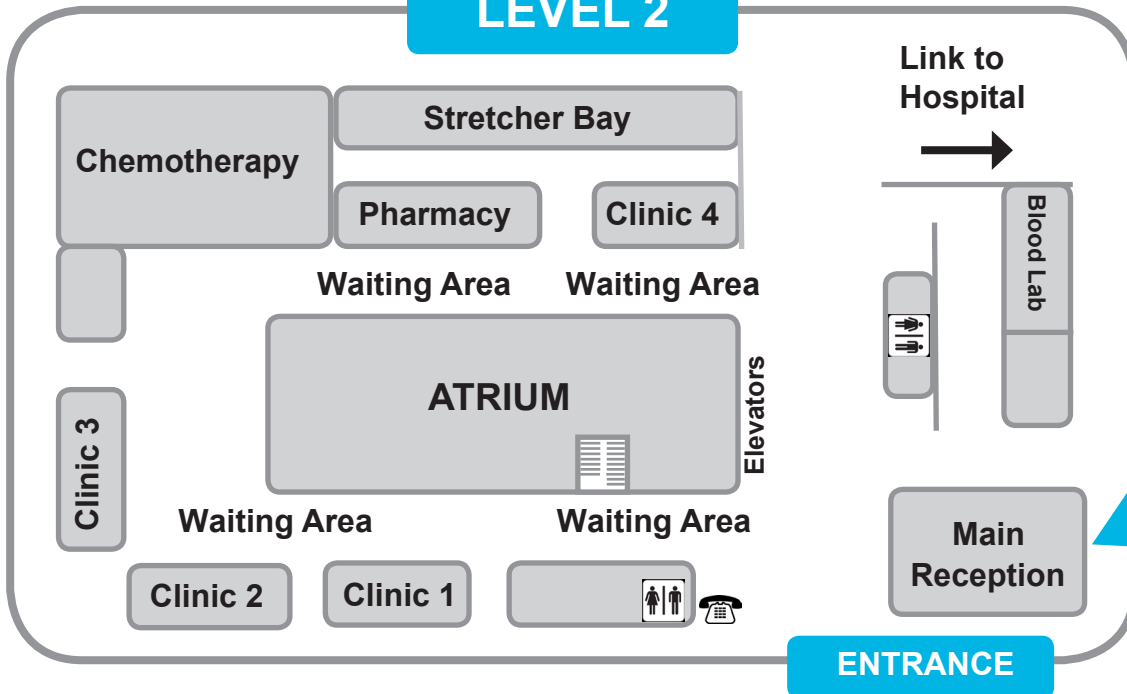 LEVEL 2
Link to
Hospital
Stretcher Bay
Chemotherapy
Pharmacy
Clinic 4
Blood Lab
Waiting Area
Waiting Area
ATRIUM
Elevators
Clinic 3
Waiting Area
Waiting Area
Main
Reception
Clinic 2
Clinic 1
ENTRANCE